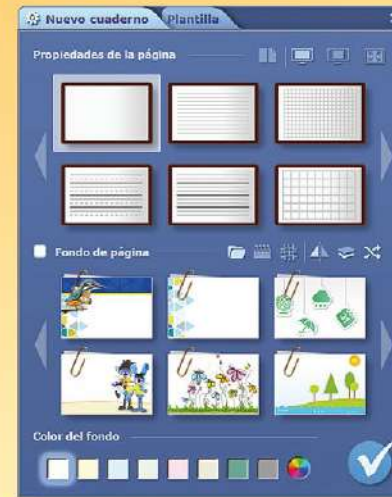 Nuevo cuaderno
Plantilla
Propiedades de la página
Fondo de página
Color del fondo